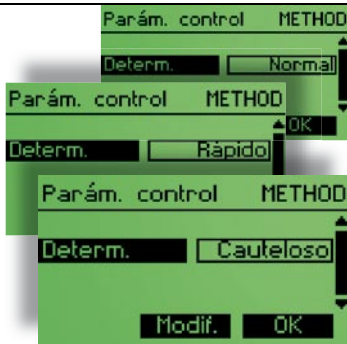 Parám. control METHOD
Determ. Normal
OK
Parám. control METHOD
Determ. Rápido
Parám. control METHOD
Determ. Cauteloso
Modif. OK